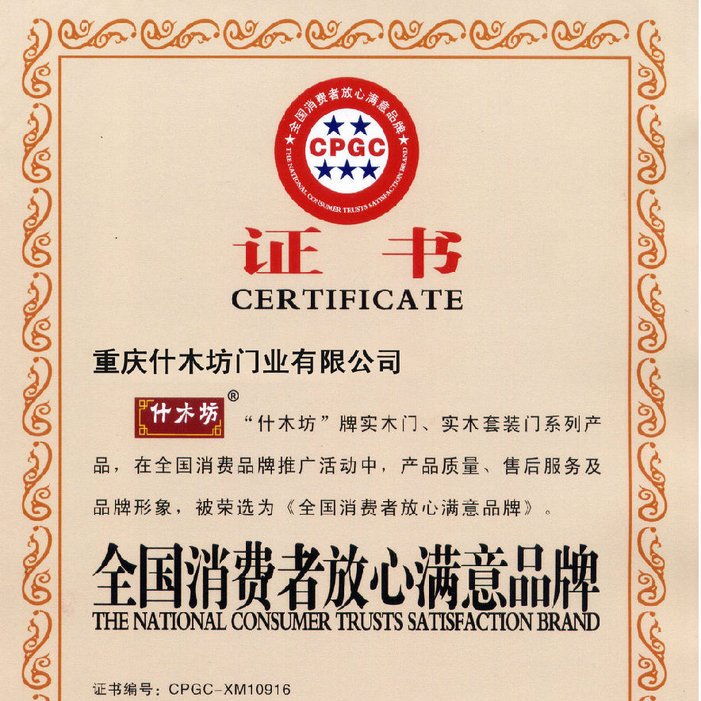 全国消费者放心满意品牌
CPGC
THE NATIONAL CONSUMER TRUSTS SATISFACTION BRAND
证 书
CERTIFICATE
重庆什木坊门业有限公司
什木坊® “什木坊”牌实木门、实木套装门系列产
品，在全国消费品牌推广活动中，产品质量、售后服务及
品牌形象，被荣选为《全国消费者放心满意品牌》。
全国消费者放心满意品牌
THE NATIONAL CONSUMER TRUSTS SATISFACTION BRAND
证书编号：CPGC-XM10916